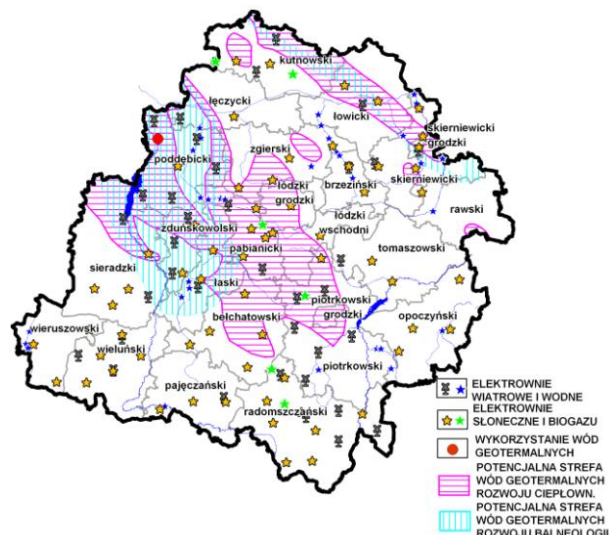 kutnowski
łęczycki
łowicki
skierniewicki
grodzki
zgierski
poddębicki
łódzki
brzeziński
skierniewicki
grodzki
łódzki
rawski
zduńskowolski
wschodni
pabianicki
tomaszowski
sieradzki
łaski
piotrkowski
bełchatowski
grodzki
opoczyński
wieruszowski
wieluński
piotrkowski
pajęczański
radomszczański
ELEKTROWNIE
WIATROWE I WODNE
ELEKTROWNIE
SŁONECZNE I BIOGAZU
WYKORZYSTANIE WÓD
GEOTERMALNYCH
POTENCJALNA STREFA
WÓD GEOTERMALNYCH
ROZWOJU CIEPŁOWN.
POTENCJALNA STREFA
WÓD GEOTERMALNYCH
ROZWOJU BALNEOLOGII